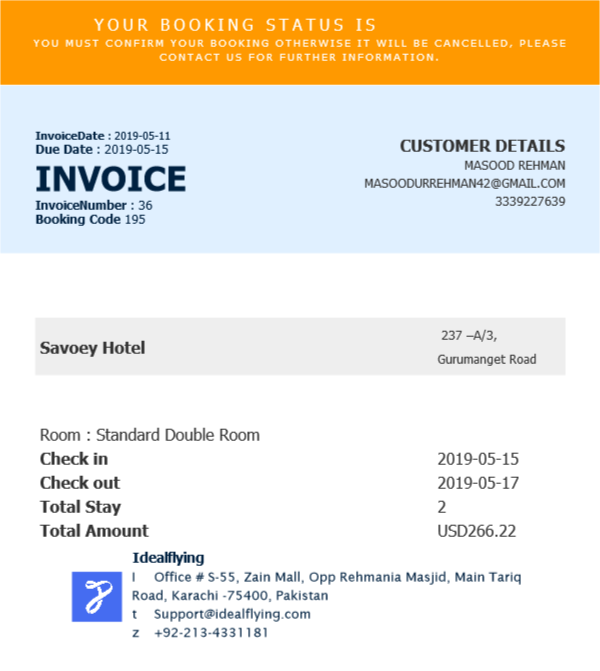 YOUR BOOKING STATUS IS
YOU MUST CONFIRM YOUR BOOKING OTHERWISE IT WILL BE CANCELLED, PLEASE
CONTACT US FOR FURTHER INFORMATION.
InvoiceDate : 2019-05-11
Due Date : 2019-05-15
INVOICE
InvoiceNumber : 36
Booking Code 195
CUSTOMER DETAILS
MASOOD REHMAN
MASOODURREHMAN42@GMAIL.COM
3339227639
Savoey Hotel
237 –A/3,
Gurumanget Road
Room : Standard Double Room
Check in 2019-05-15
Check out 2019-05-17
Total Stay 2
Total Amount USD266.22
Idealflying
l Office # S-55, Zain Mall, Opp Rehmania Masjid, Main Tariq
Road, Karachi -75400, Pakistan
t Support@idealflying.com
z +92-213-4331181